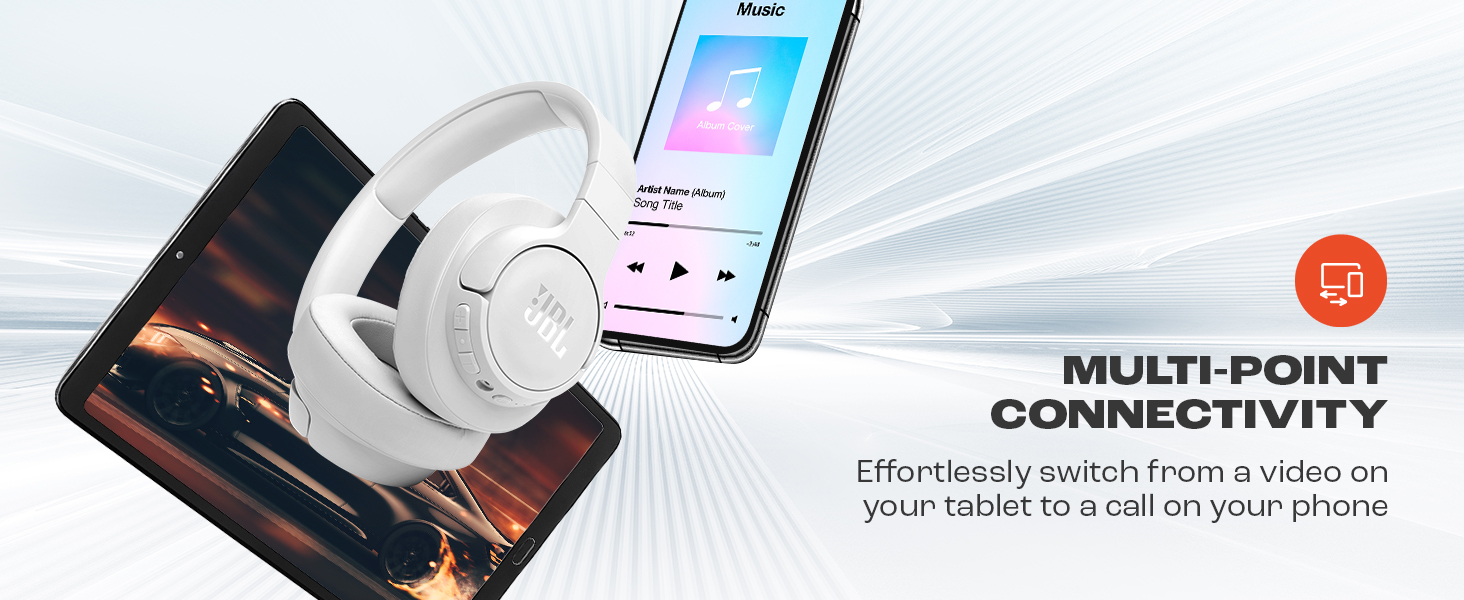 Music
Album Cover
Artist Name (Album)
Song Title
JBL
MULTI-POINT
CONNECTIVITY
Effortlessly switch from a video on
your tablet to a call on your phone